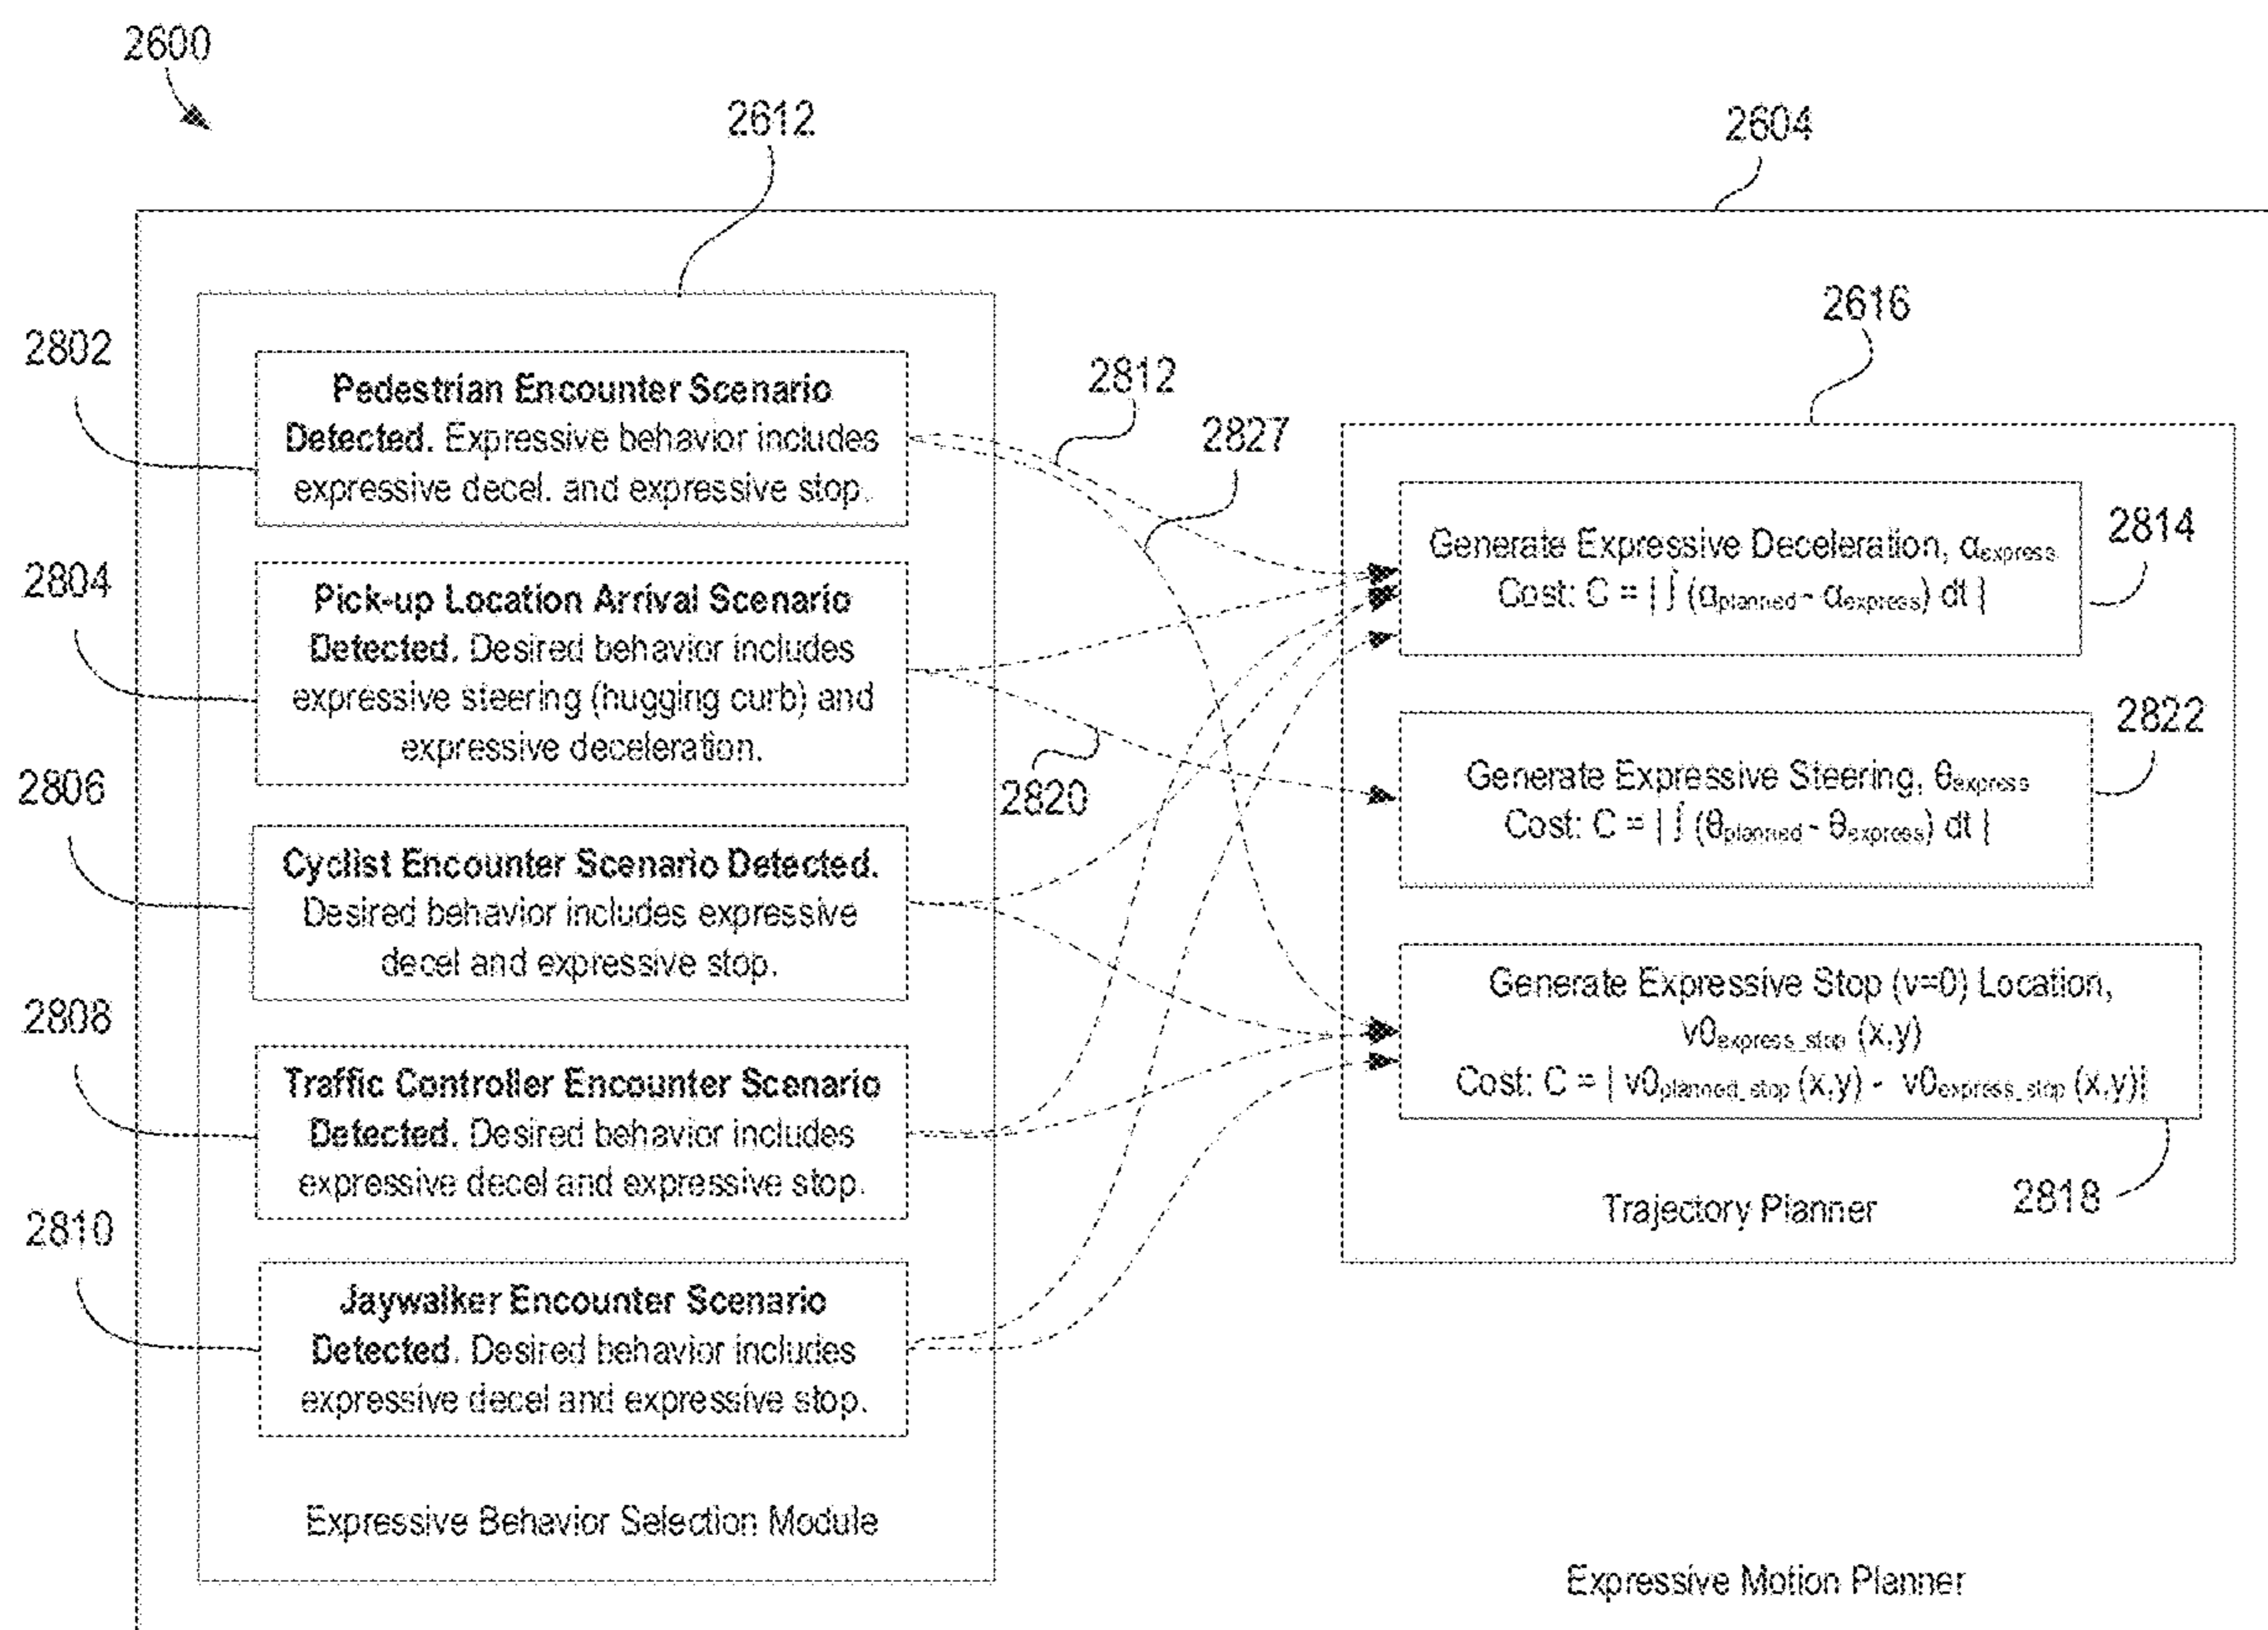 2600
2612
2604
2616
2802
Pedestrian Encounter Scenario
Detected. Expressive behavior includes
expressive decel. and expressive stop.
2812
2827
2804
Pick-up Location Arrival Scenario
Detected. Desired behavior includes
expressive steering (hugging curb) and
expressive deceleration.
2820
2806
Cyclist Encounter Scenario Detected.
Desired behavior includes expressive
decel and expressive stop.
2808
Traffic Controller Encounter Scenario
Detected. Desired behavior includes
expressive decel and expressive stop.
2810
Jaywalker Encounter Scenario
Detected. Desired behavior includes
expressive decel and expressive stop.
Expressive Behavior Selection Module
Generate Expressive Deceleration, αexpress
Cost: C = | ∫ (αplanned - αexpress) dt |
2814
Generate Expressive Steering, θexpress
Cost: C = | ∫ (θplanned - θexpress) dt |
2822
Generate Expressive Stop (v=0) Location,
v0express_stop (x,y)
Cost: C = | v0planned_stop (x,y) - v0express_stop (x,y)|
2818
Trajectory Planner
Expressive Motion Planner